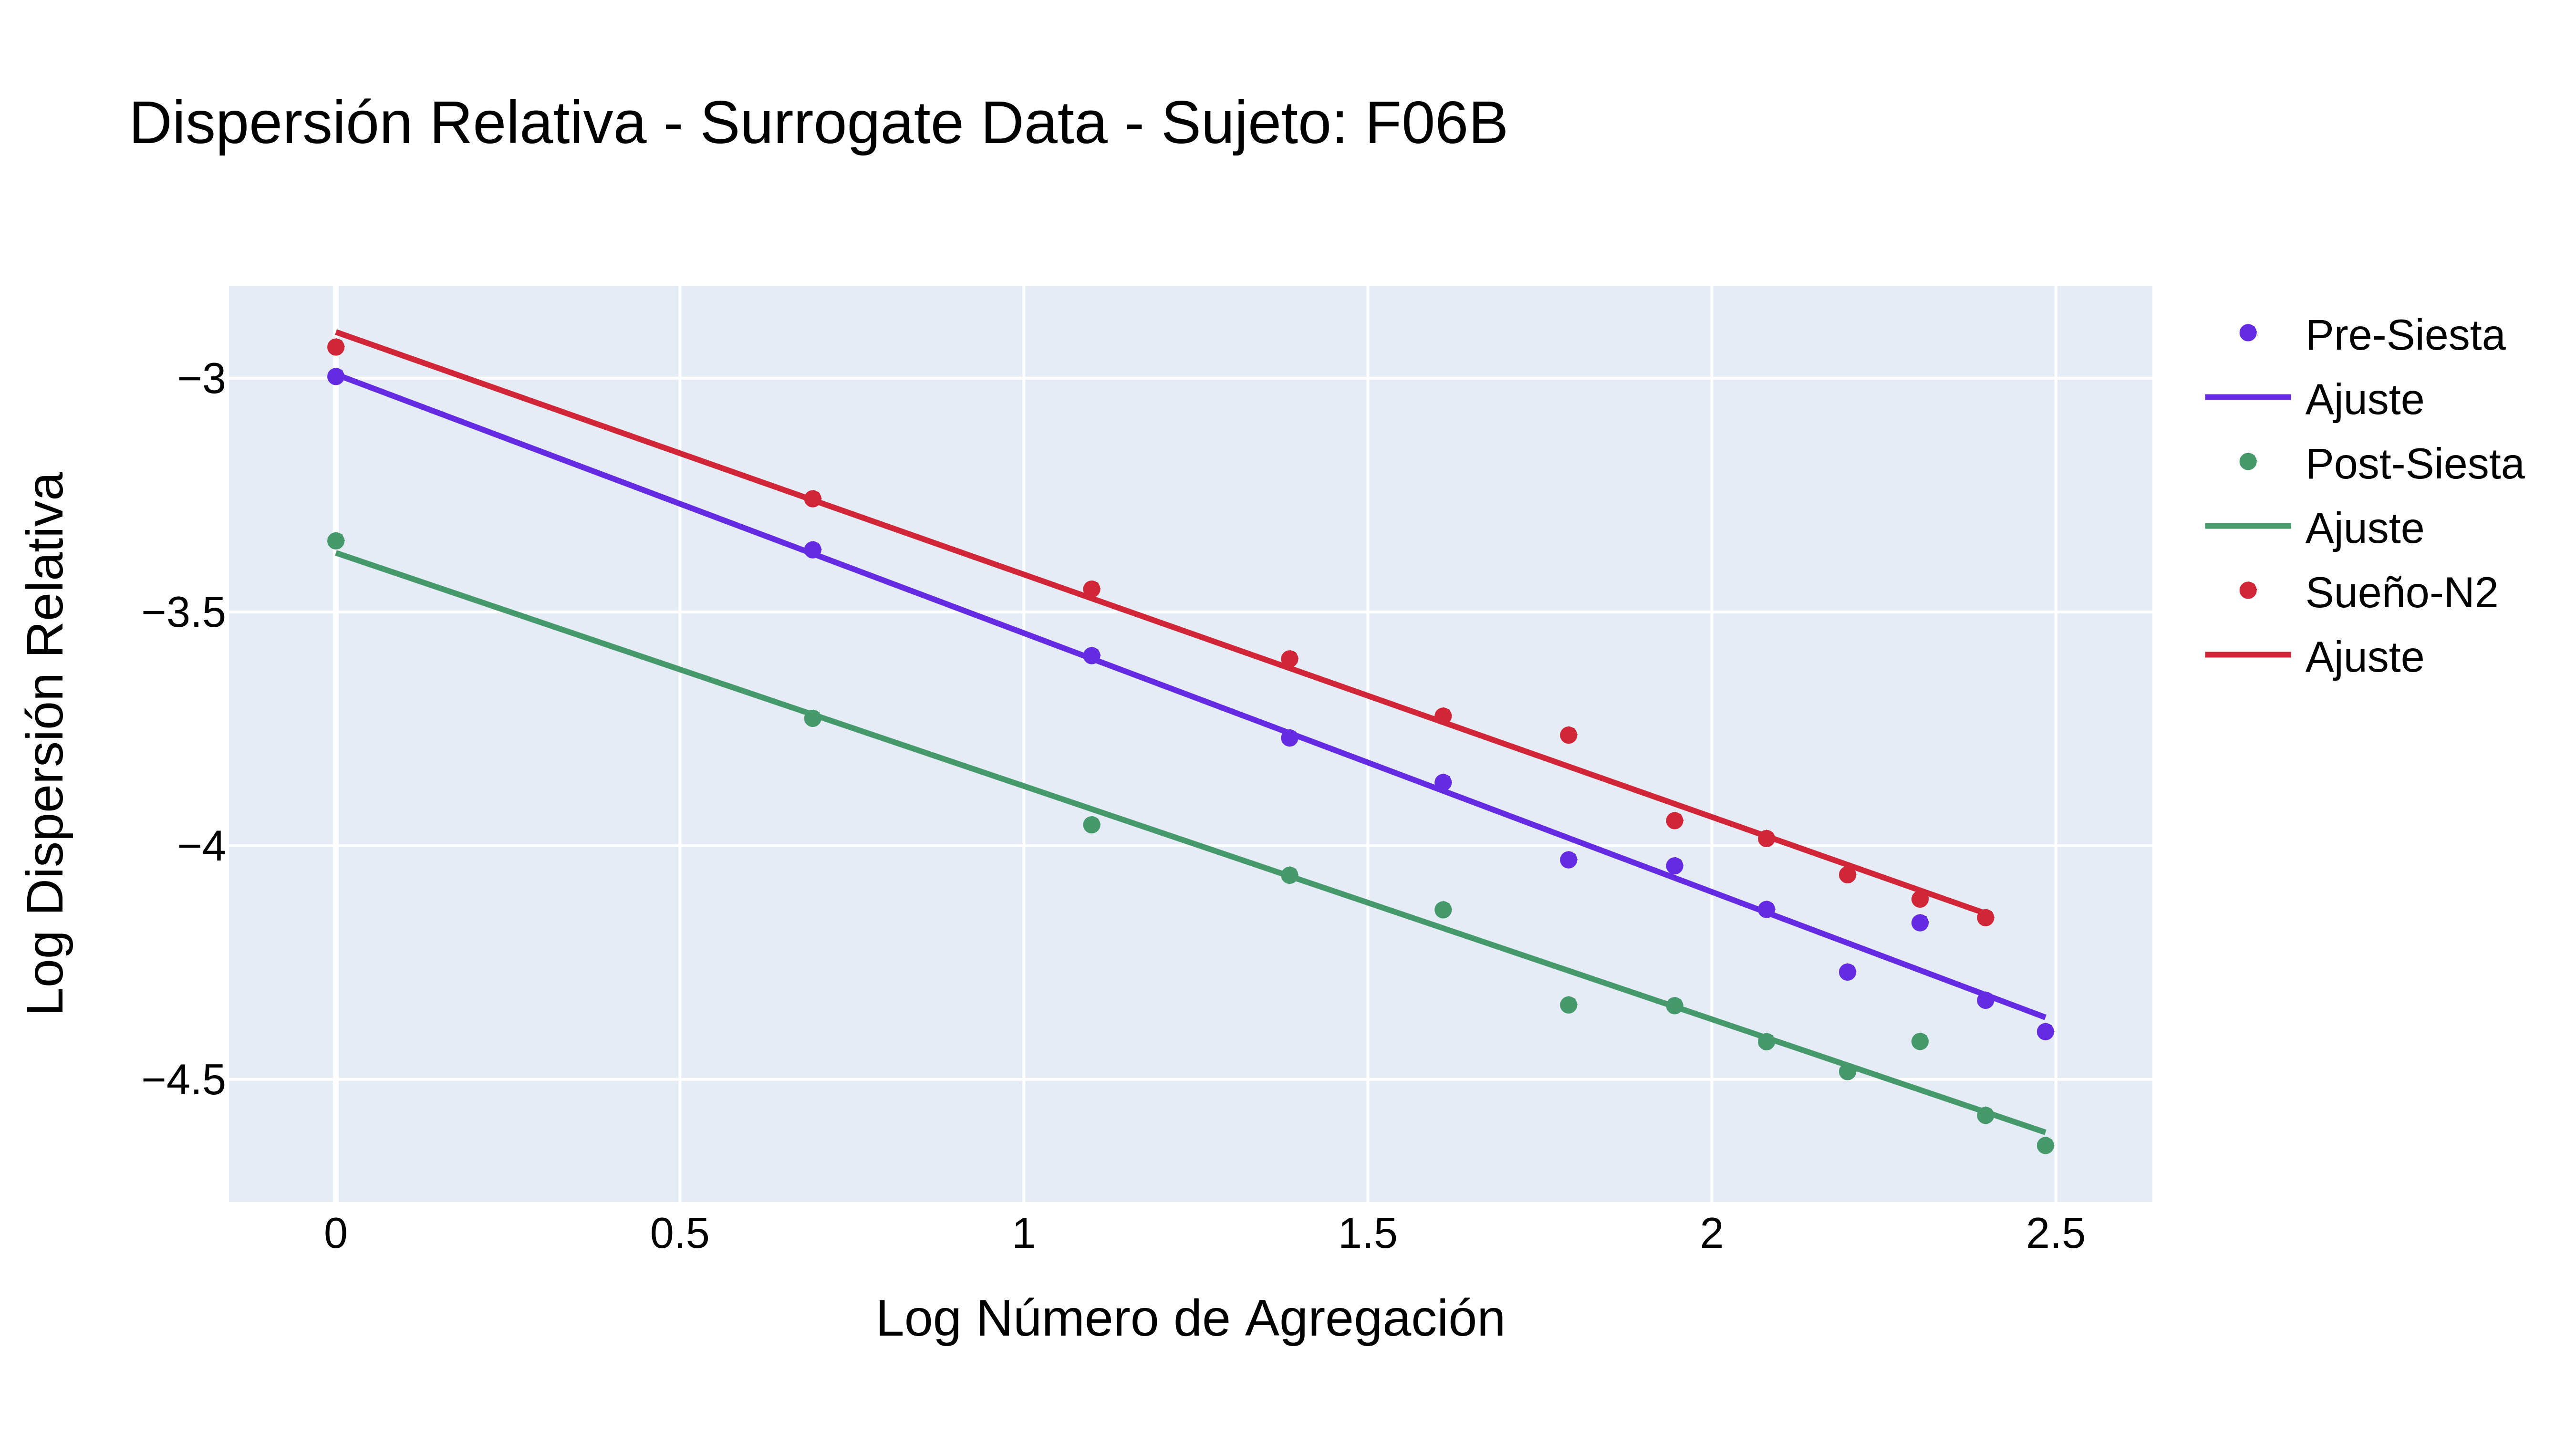 Dispersión Relativa - Surrogate Data - Sujeto: F06B
Log Dispersión Relativa
−3
−3.5
−4
−4.5
0
0.5
1
1.5
2
2.5
Log Número de Agregación
Pre-Siesta
Ajuste
Post-Siesta
Ajuste
Sueño-N2
Ajuste